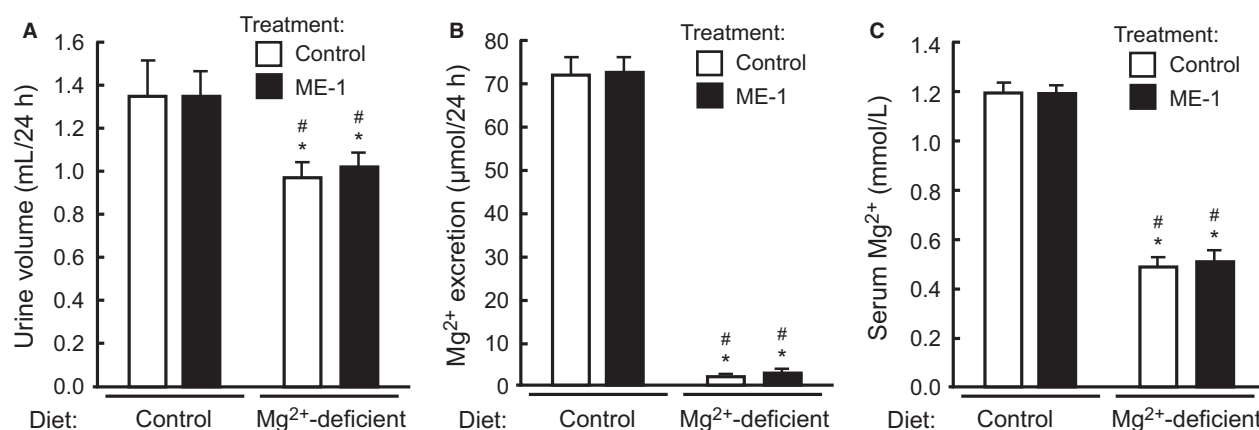 A
Treatment:
Control
ME-1
Urine volume (mL/24 h)
1.6
1.4
1.2
1.0
0.8
0.6
0.4
0.2
0.0
#
*
#
*
Diet:
Control
Mg²⁺-deficient
B
Treatment:
Control
ME-1
Mg²⁺ excretion (µmol/24 h)
80
70
60
50
40
30
20
10
0
#
*
#
*
Diet:
Control
Mg²⁺-deficient
C
Treatment:
Control
ME-1
Serum Mg²⁺ (mmol/L)
1.4
1.2
1.0
0.8
0.6
0.4
0.2
0.0
#
*
#
*
Diet:
Control
Mg²⁺-deficient